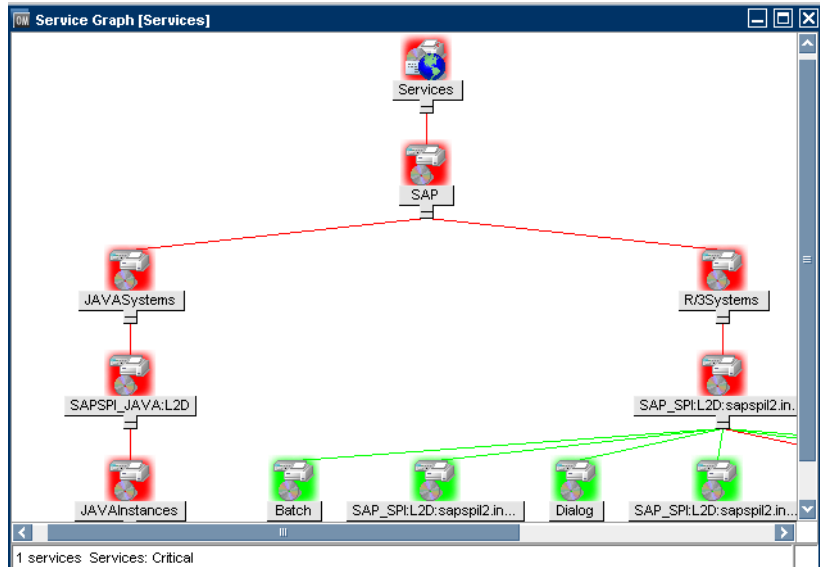 OM Service Graph [Services]
Services
SAP
JAVASystems
R/3Systems
SAPSPI_JAVA:L2D
SAP_SPI:L2D:sapspil2.in..
JAVAInstances
Batch
SAP_SPI:L2D:sapspil2.in...
Dialog
SAP_SPI:L2D:sapspil2.in...
1 services Services: Critical